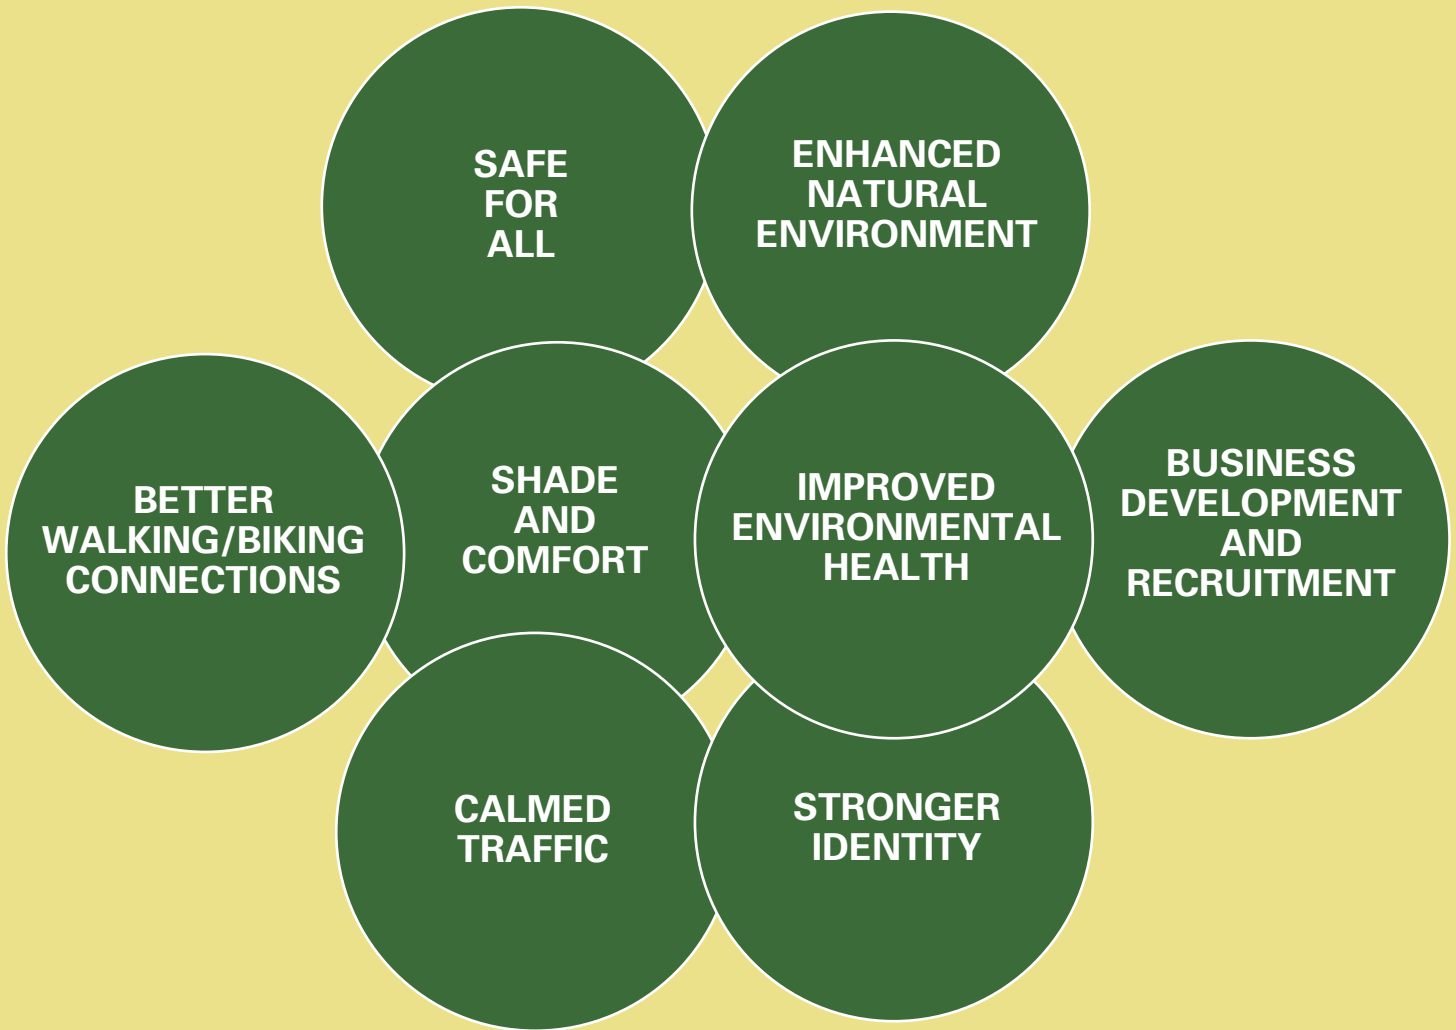 SAFE
FOR
ALL
ENHANCED
NATURAL
ENVIRONMENT
BETTER
WALKING/BIKING
CONNECTIONS
SHADE
AND
COMFORT
IMPROVED
ENVIRONMENTAL
HEALTH
BUSINESS
DEVELOPMENT
AND
RECRUITMENT
CALMED
TRAFFIC
STRONGER
IDENTITY